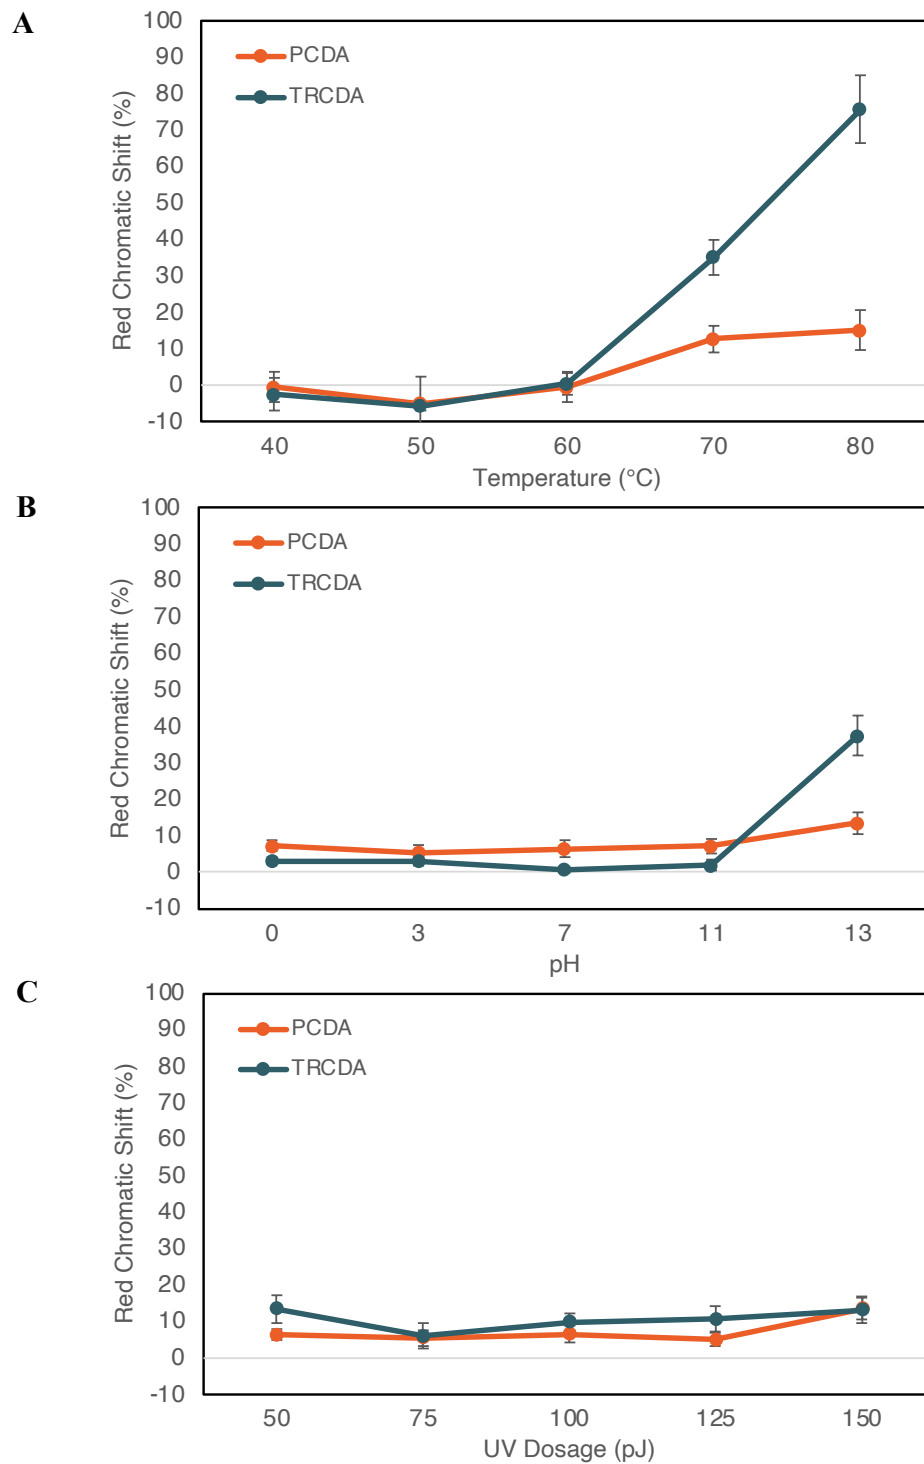 A
Red Chromatic Shift (%)
100
90
80
70
60
50
40
30
20
10
0
-10
PCDA
TRCDA
40 50 60 70 80
Temperature (°C)
B
Red Chromatic Shift (%)
100
90
80
70
60
50
40
30
20
10
0
-10
PCDA
TRCDA
0 3 7 11 13
pH
C
Red Chromatic Shift (%)
100
90
80
70
60
50
40
30
20
10
0
-10
PCDA
TRCDA
50 75 100 125 150
UV Dosage (pJ)